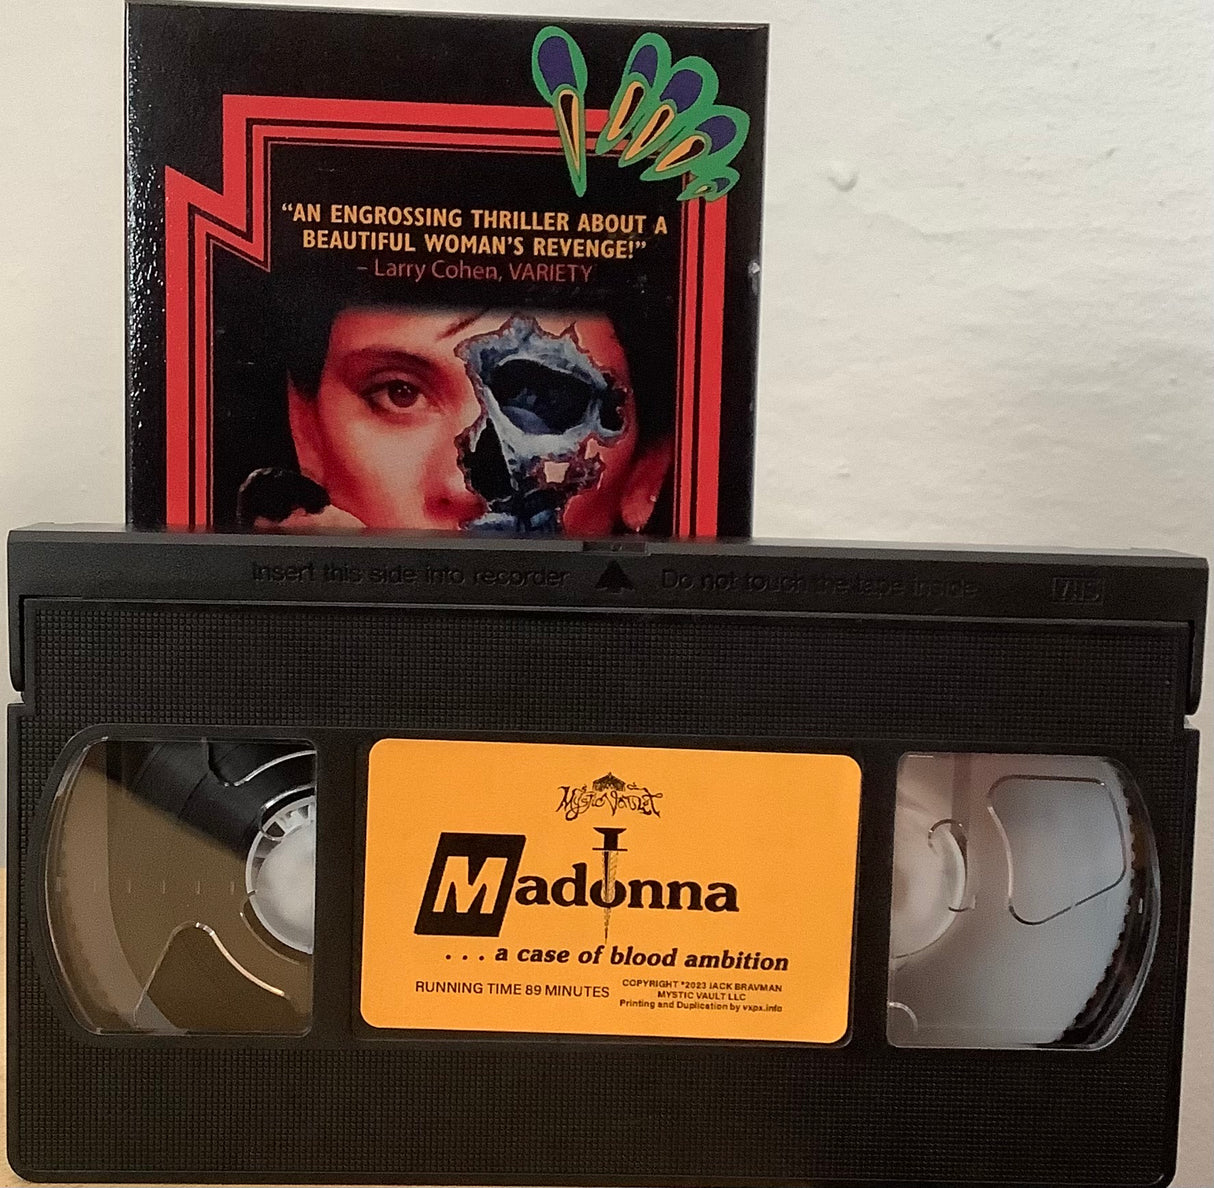 “AN ENGROSSING THRILLER ABOUT A
BEAUTIFUL WOMAN'S REVENGE!”
– Larry Cohen, VARIETY
Insert this side into recorder
Do not touch the tape inside
VHS
Mystic Vault
Madonna
. . . a case of blood ambition
RUNNING TIME 89 MINUTES
COPYRIGHT °2023 JACK BRAVMAN
MYSTIC VAULT LLC
Printing and Duplication by vxpx.info